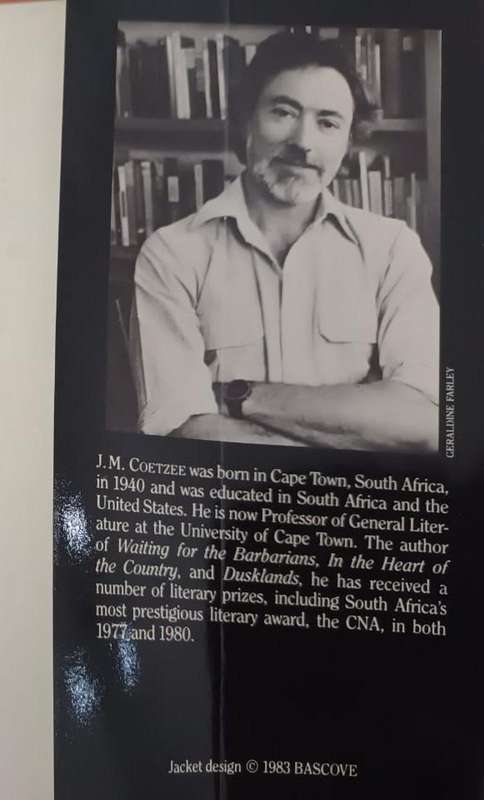 GERALDINE FARLEY
J. M. COETZEE was born in Cape Town, South Africa,
in 1940 and was educated in South Africa and the
United States. He is now Professor of General Liter-
ature at the University of Cape Town. The author
of Waiting for the Barbarians, In the Heart of
the Country, and Dusklands, he has received a
number of literary prizes, including South Africa's
most prestigious literary award, the CNA, in both
1977 and 1980.
Jacket design © 1983 BASCOVE